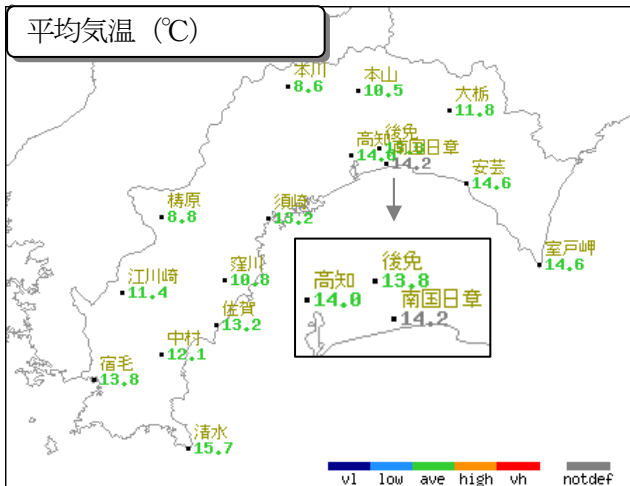 平均気温 (℃)
本川
8.6
本山
10.5
大栃
11.8
高知
14.0
後免
13.8
南国日章
14.2
安芸
14.6
梼原
8.8
須崎
13.2
室戸岬
14.6
江川崎
11.4
窪川
10.8
佐賀
13.2
中村
12.1
宿毛
13.8
清水
15.7
後免
13.8
高知
14.0
南国日章
14.2
vl low ave high vh notdef